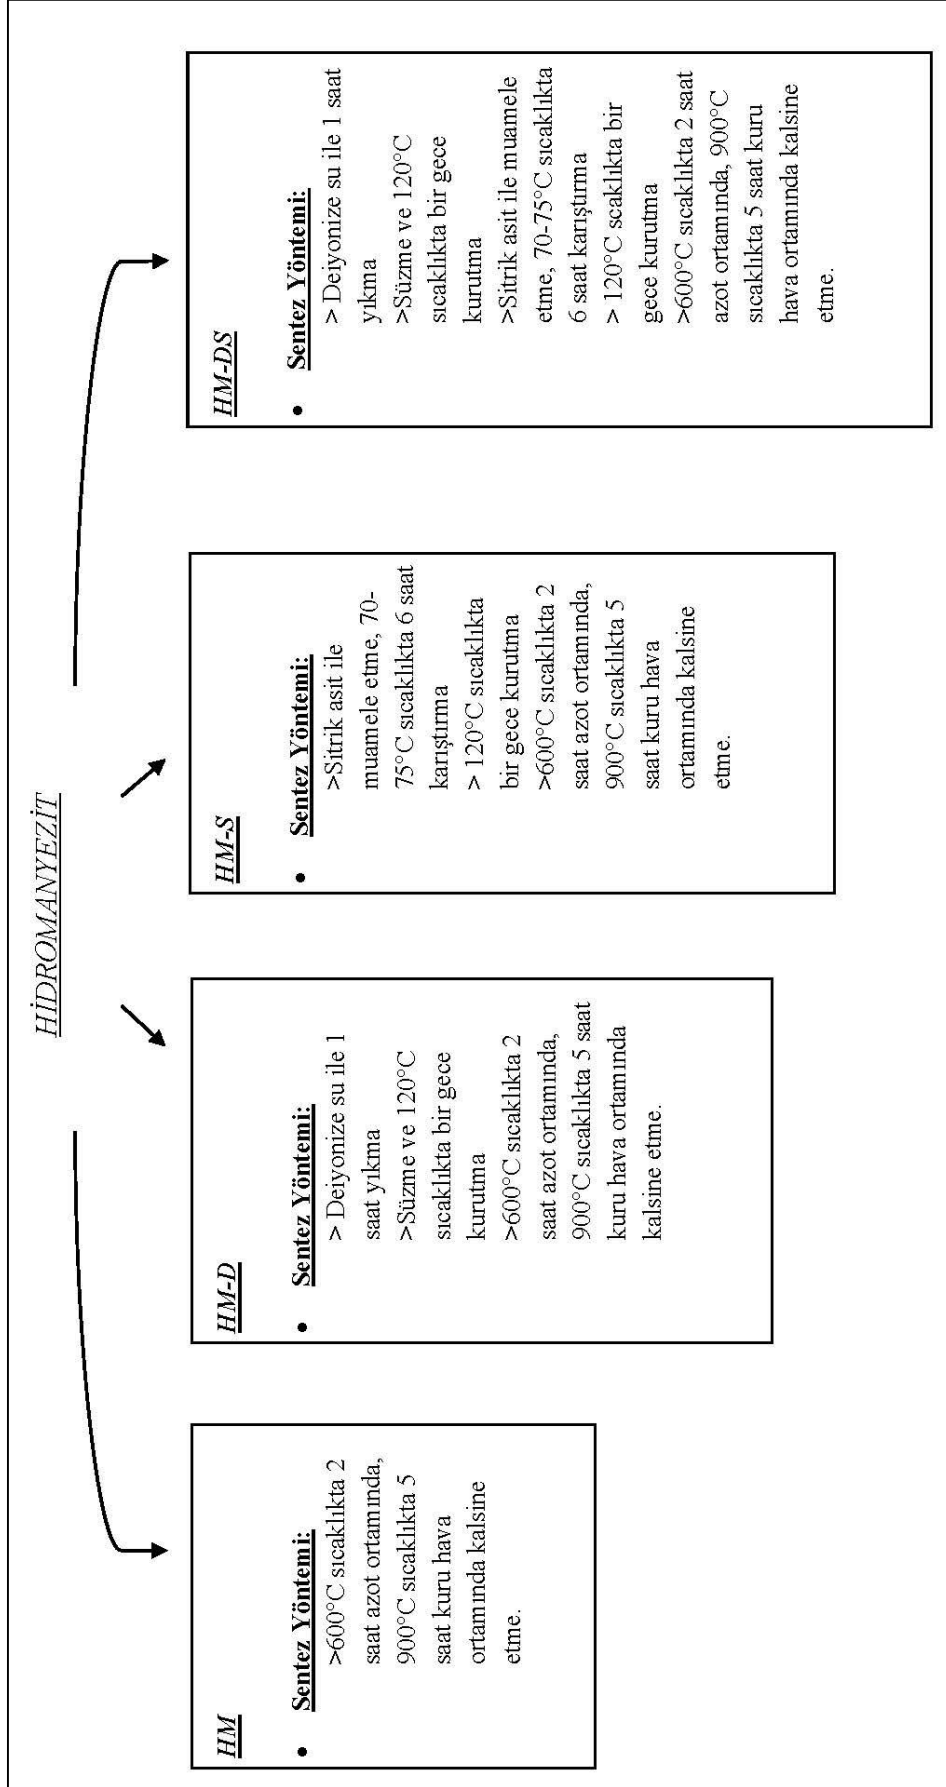 HİDROMANYEZİT
HM
• Sentez Yöntemi:
>600°C sıcaklıkta 2
saat azot ortamında,
900°C sıcaklıkta 5
saat kuru hava
ortamında kalsine
etme.
HM-D
• Sentez Yöntemi:
> Deiyonize su ile 1
saat yıkma
>Süzme ve 120°C
sıcaklıkta bir gece
kurutma
>600°C sıcaklıkta 2
saat azot ortamında,
900°C sıcaklıkta 5 saat
kuru hava ortamında
kalsine etme.
HM-S
• Sentez Yöntemi:
>Sitrik asit ile
muamele etme, 70-
75°C sıcaklıkta 6 saat
karıştırma
> 120°C sıcaklıkta
bir gece kurutma
>600°C sıcaklıkta 2
saat azot ortamında,
900°C sıcaklıkta 5
saat kuru hava
ortamında kalsine
etme.
HM-DS
• Sentez Yöntemi:
> Deiyonize su ile 1 saat
yıkma
>Süzme ve 120°C
sıcaklıkta bir gece
kurutma
>Sitrik asit ile muamele
etme, 70-75°C sıcaklıkta
6 saat karıştırma
> 120°C scaklıkta bir
gece kurutma
>600°C sıcaklıkta 2 saat
azot ortamında, 900°C
sıcaklıkta 5 saat kuru
hava ortamında kalsine
etme.